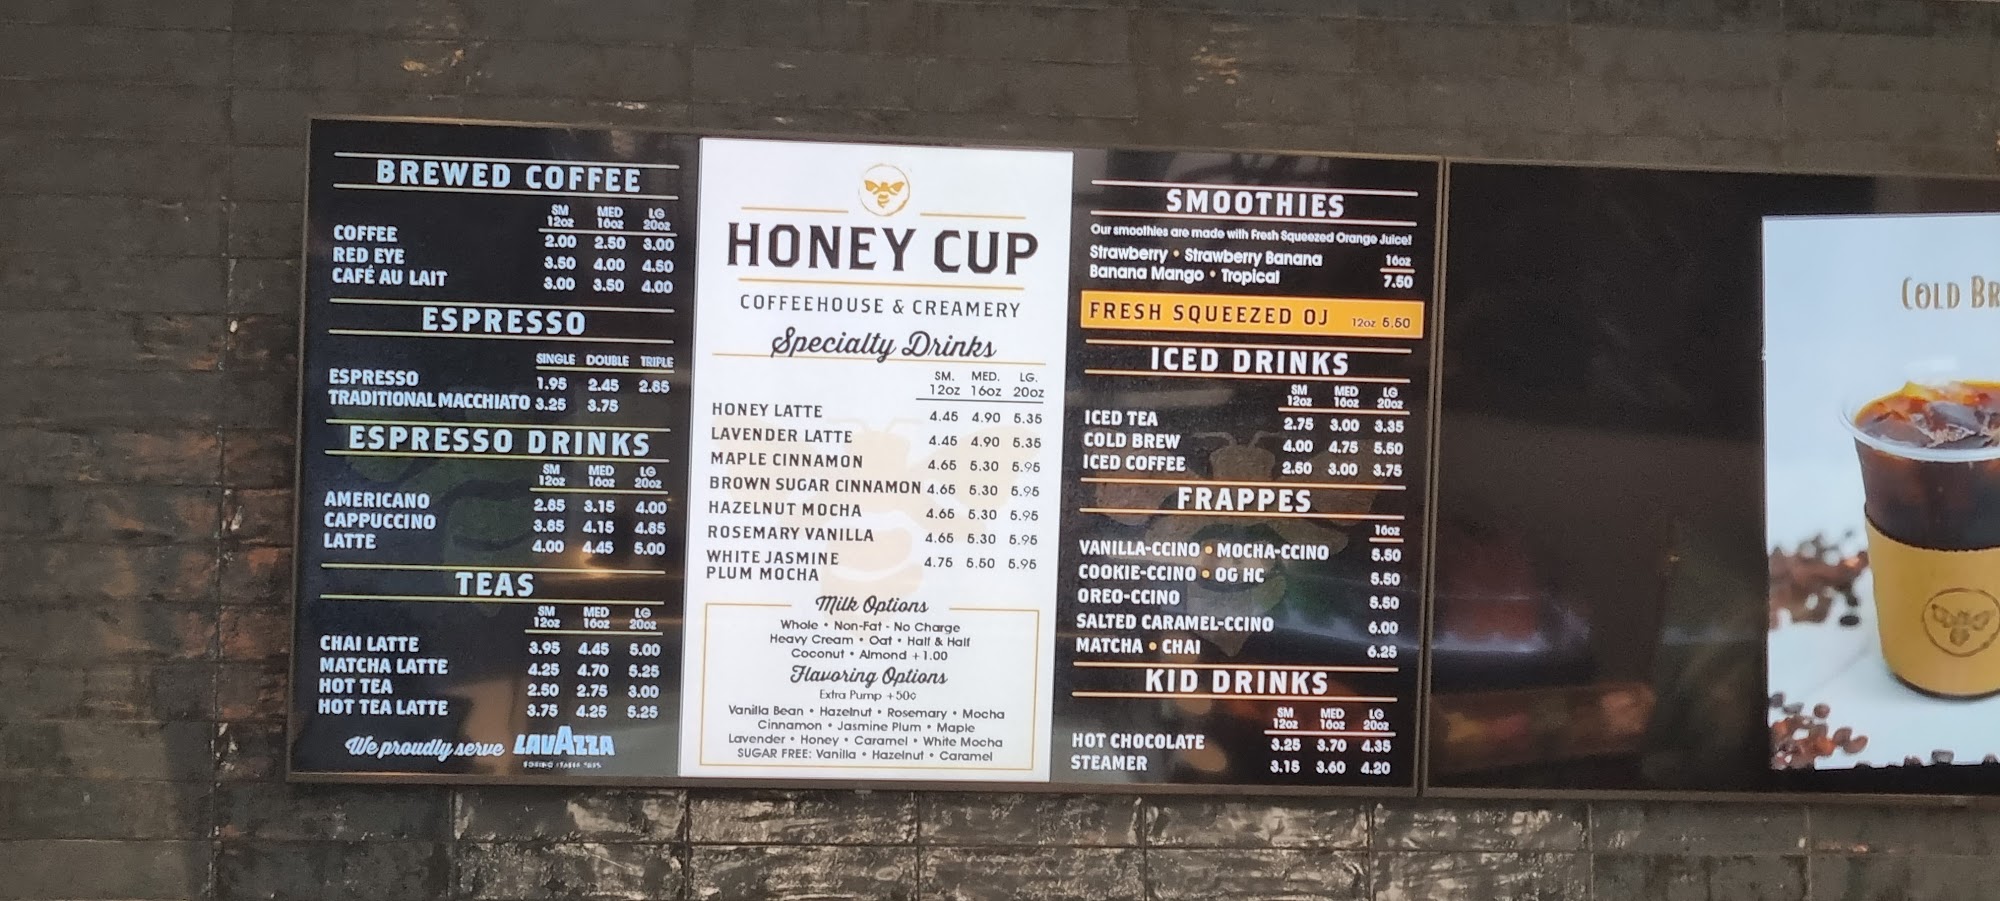 BREWED COFFEE
SM MED LG
12oz 16oz 20oz
COFFEE 2.00 2.50 3.00
RED EYE 3.50 4.00 4.50
CAFÉ AU LAIT 3.00 3.50 4.00
ESPRESSO
SINGLE DOUBLE TRIPLE
ESPRESSO 1.95 2.45 2.85
TRADITIONAL MACCHIATO 3.25 3.75
ESPRESSO DRINKS
SM MED LG
12oz 16oz 20oz
AMERICANO 2.85 3.15 4.00
CAPPUCCINO 3.85 4.15 4.85
LATTE 4.00 4.45 5.00
TEAS
SM MED LG
12oz 16oz 20oz
CHAI LATTE 3.95 4.45 5.00
MATCHA LATTE 4.25 4.70 5.25
HOT TEA 2.50 2.75 3.00
HOT TEA LATTE 3.75 4.25 5.25
We proudly serve LAVAZZA
HONEY CUP
COFFEEHOUSE & CREAMERY
Specialty Drinks
SM. MED. LG.
12oz 16oz 20oz
HONEY LATTE 4.45 4.90 5.35
LAVENDER LATTE 4.45 4.90 5.35
MAPLE CINNAMON 4.65 5.30 5.95
BROWN SUGAR CINNAMON 4.65 5.30 5.95
HAZELNUT MOCHA 4.65 5.30 5.95
ROSEMARY VANILLA 4.65 5.30 5.95
WHITE JASMINE 4.75 5.50 5.95
PLUM MOCHA
Milk Options
Whole • Non-Fat - No Charge
Heavy Cream • Oat • Half & Half
Coconut • Almond +1.00
Flavoring Options
Extra Pump +50¢
Vanilla Bean • Hazelnut • Rosemary • Mocha
Cinnamon • Jasmine Plum • Maple
Lavender • Honey • Caramel • White Mocha
SUGAR FREE: Vanilla • Hazelnut • Caramel
SMOOTHIES
Our smoothies are made with Fresh Squeezed Orange Juice!
Strawberry • Strawberry Banana 16oz
Banana Mango • Tropical 7.50
FRESH SQUEEZED OJ 12oz 5.50
ICED DRINKS
SM MED LG
12oz 16oz 20oz
ICED TEA 2.75 3.00 3.35
COLD BREW 4.00 4.75 5.50
ICED COFFEE 2.50 3.00 3.75
FRAPPES
16oz
VANILLA-CCINO • MOCHA-CCINO 5.50
COOKIE-CCINO • OG HC 5.50
OREO-CCINO 5.50
SALTED CARAMEL-CCINO 6.00
MATCHA • CHAI 6.25
KID DRINKS
SM MED LG
12oz 16oz 20oz
HOT CHOCOLATE 3.25 3.70 4.35
STEAMER 3.15 3.60 4.20
COLD BR